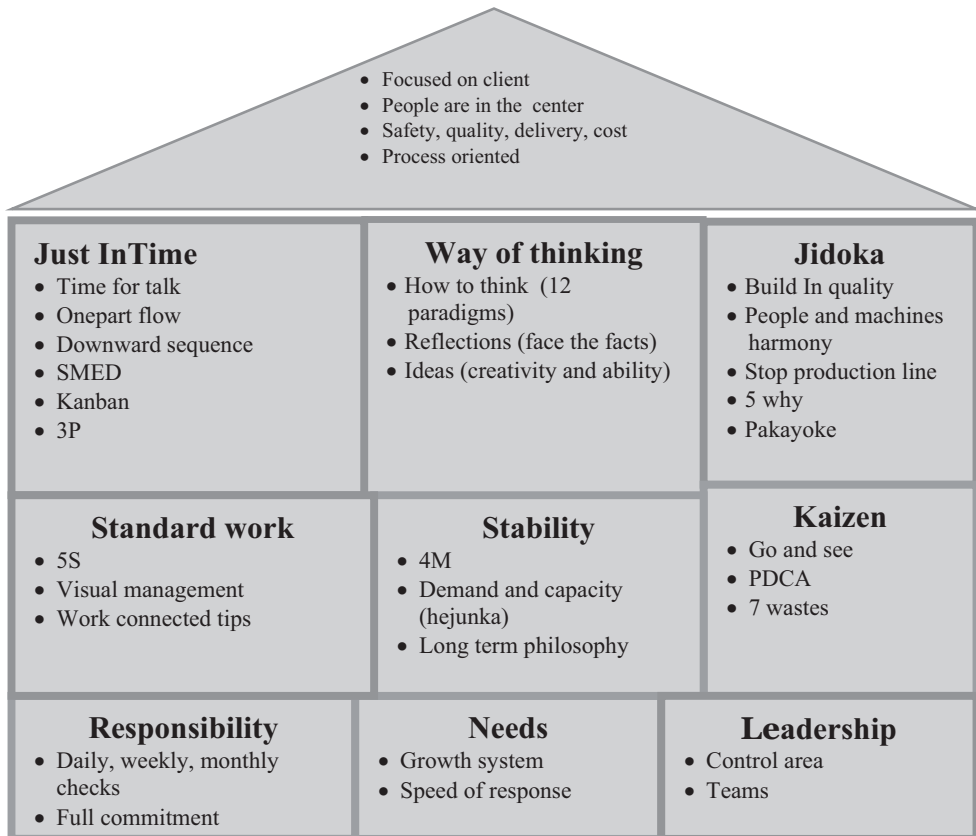 • Focused on client
• People are in the center
• Safety, quality, delivery, cost
• Process oriented
Just InTime
• Time for talk
• Onepart flow
• Downward sequence
• SMED
• Kanban
• 3P
Way of thinking
• How to think (12
paradigms)
• Reflections (face the facts)
• Ideas (creativity and ability)
Jidoka
• Build In quality
• People and machines
harmony
• Stop production line
• 5 why
• Pakayoke
Standard work
• 5S
• Visual management
• Work connected tips
Stability
• 4M
• Demand and capacity
(hejunka)
• Long term philosophy
Kaizen
• Go and see
• PDCA
• 7 wastes
Responsibility
• Daily, weekly, monthly
checks
• Full commitment
Needs
• Growth system
• Speed of response
Leadership
• Control area
• Teams